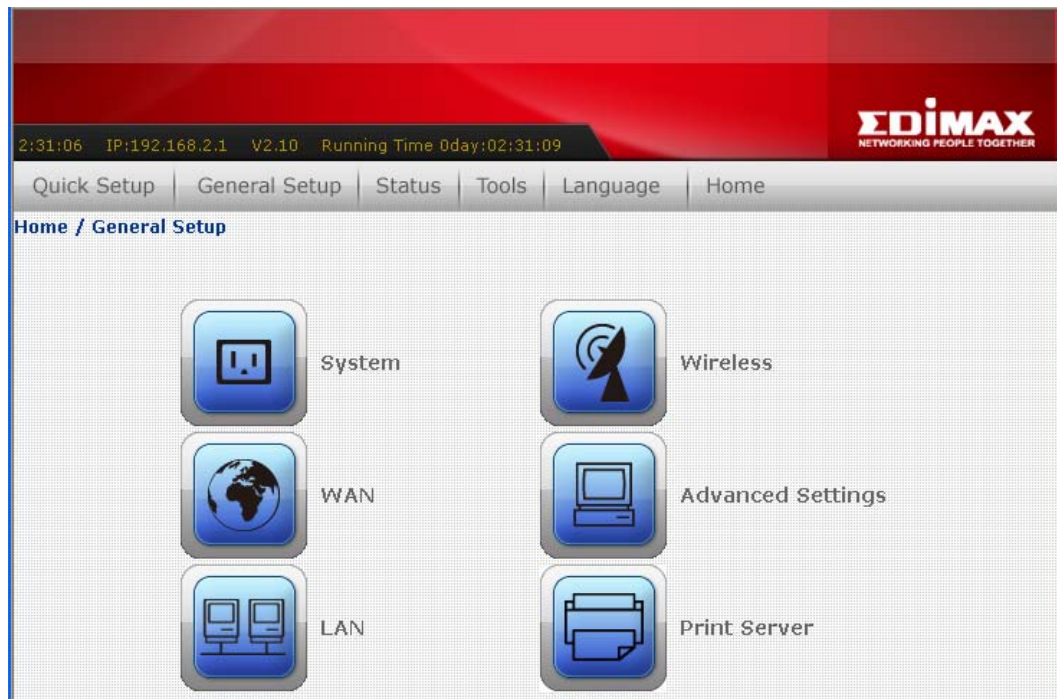 EDIMAX
NETWORKING PEOPLE TOGETHER
2:31:06 IP:192.168.2.1 V2.10 Running Time 0day:02:31:09
Quick Setup General Setup Status Tools Language Home
Home / General Setup
System
Wireless
WAN
Advanced Settings
LAN
Print Server